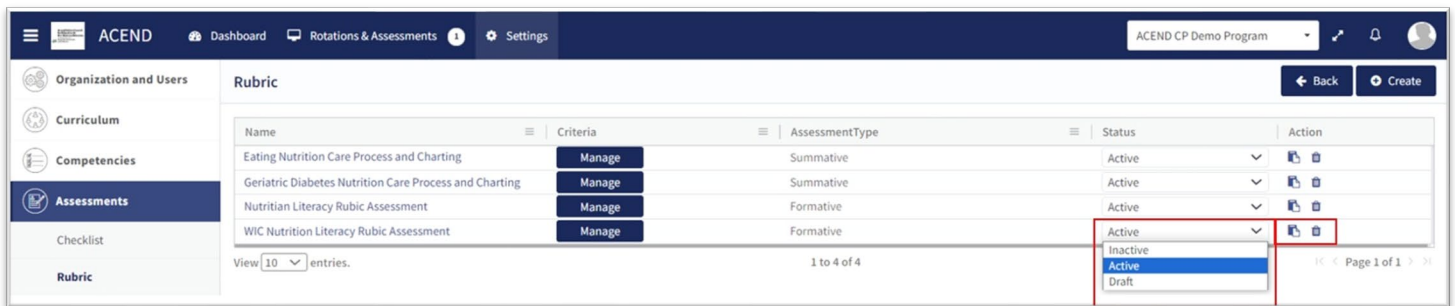 ACEND Dashboard Rotations & Assessments 1 Settings ACEND CP Demo Program
Organization and Users
Curriculum
Competencies
Assessments
Checklist
Rubric
Rubric Back Create
Name Criteria AssessmentType Status Action
Eating Nutrition Care Process and Charting Manage Summative Active
Geriatric Diabetes Nutrition Care Process and Charting Manage Summative Active
Nutritian Literacy Rubic Assessment Manage Formative Active
WIC Nutrition Literacy Rubic Assessment Manage Formative Active
Inactive
Active
Draft
View 10 entries. 1 to 4 of 4 Page 1 of 1